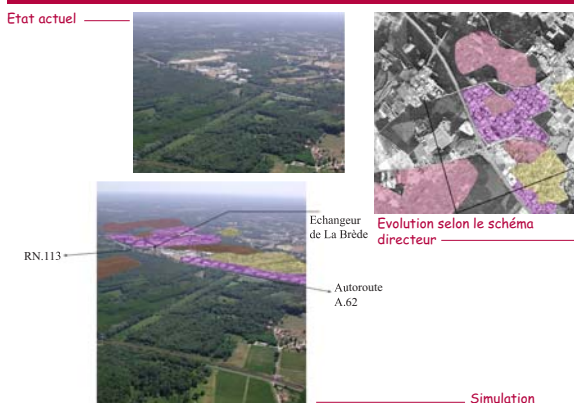 Etat actuel
Echangeur
de La Brède
Evolution selon le schéma
directeur
RN.113
Autoroute
A.62
Simulation